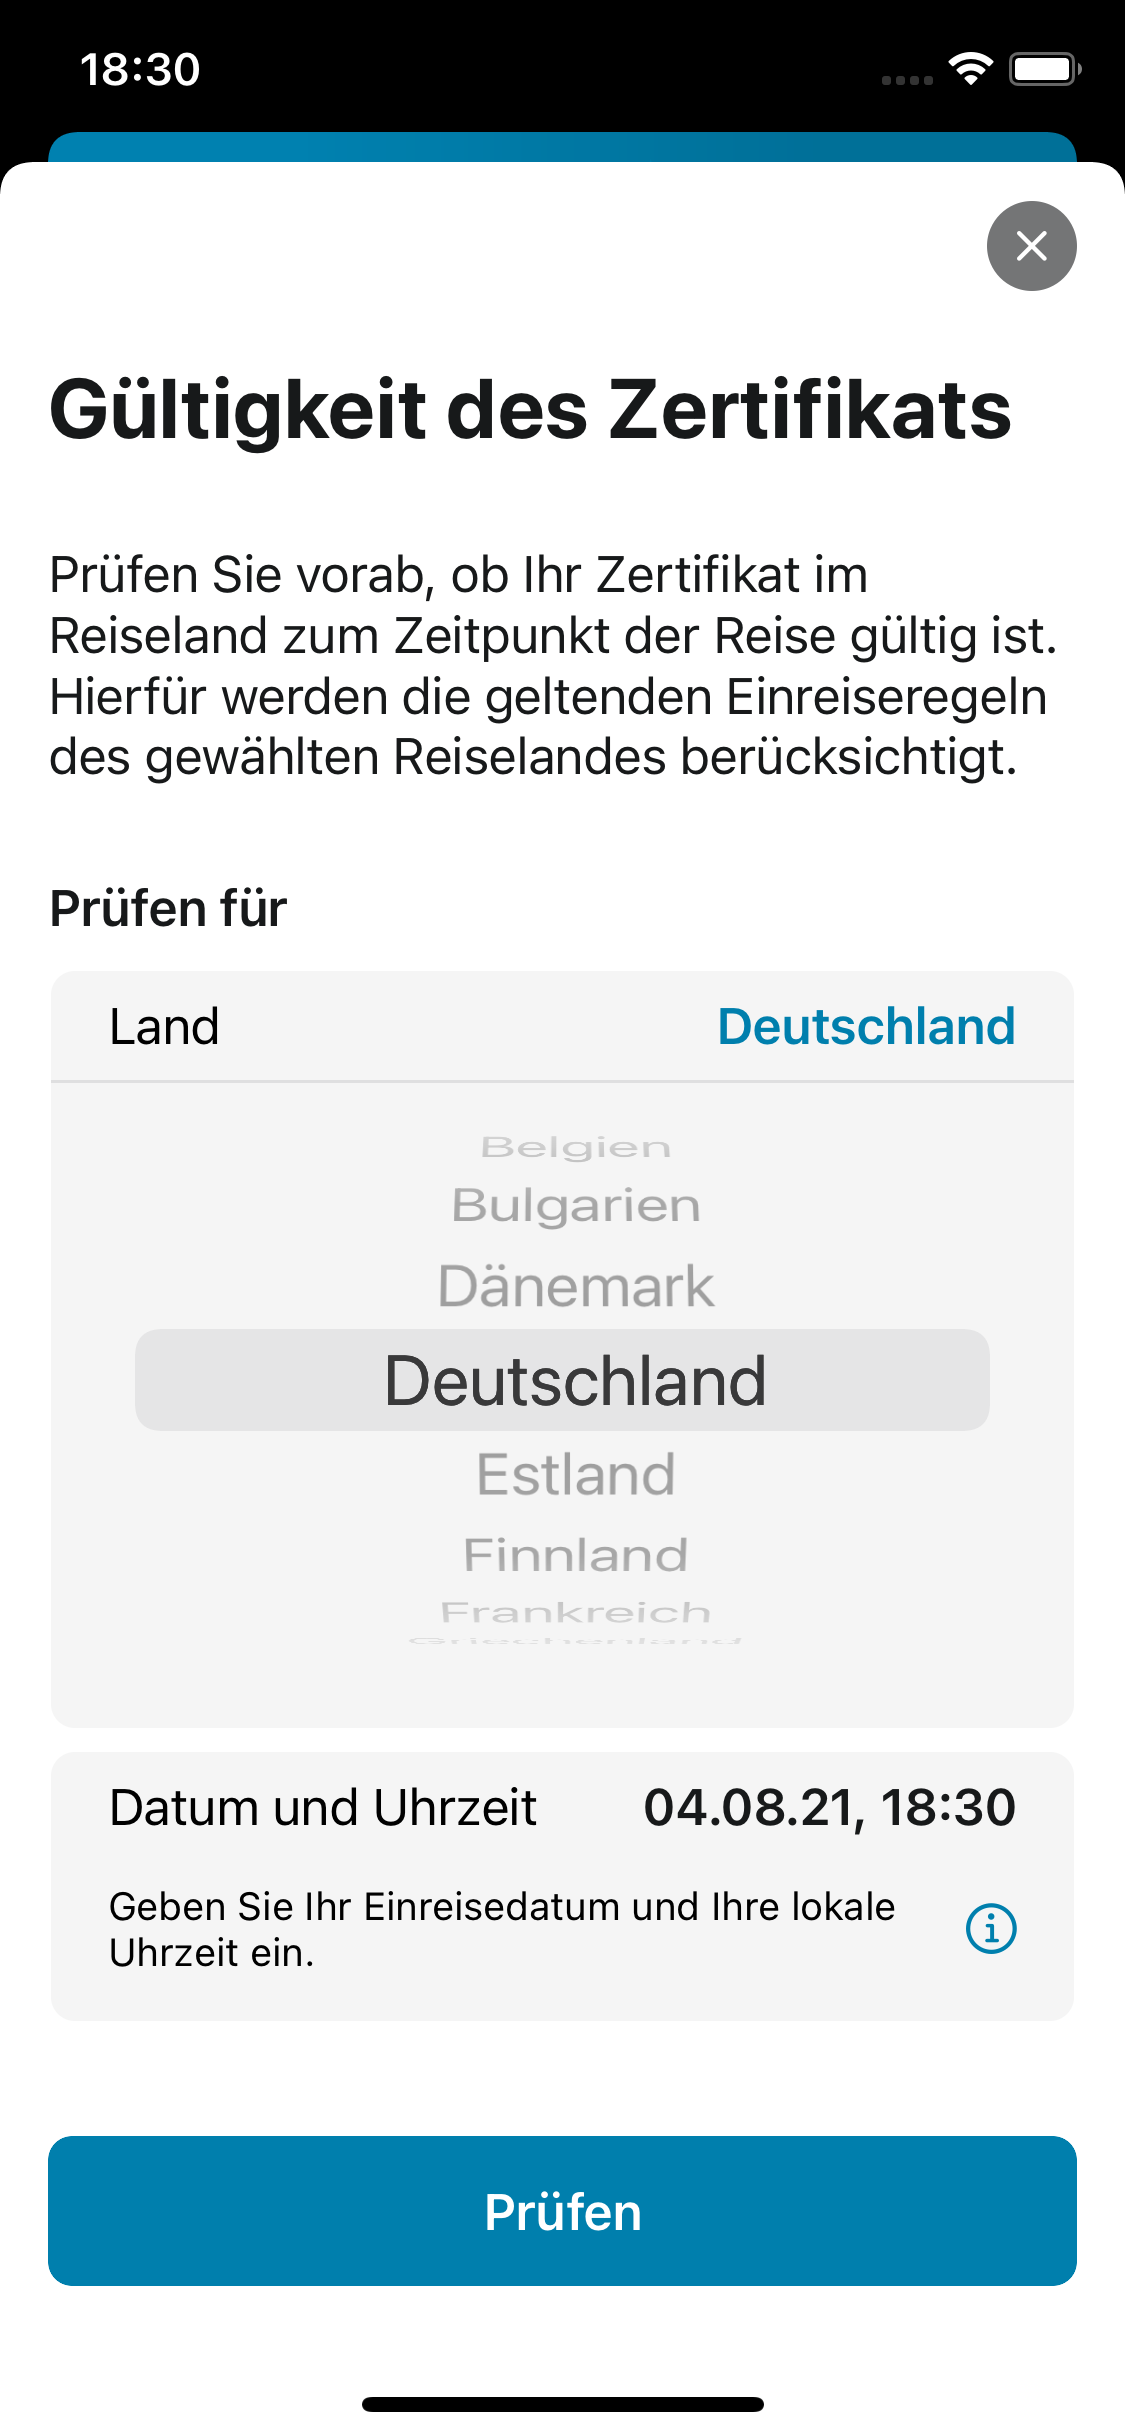 18:30
Gültigkeit des Zertifikats
Prüfen Sie vorab, ob Ihr Zertifikat im
Reiseland zum Zeitpunkt der Reise gültig ist.
Hierfür werden die geltenden Einreiseregeln
des gewählten Reiselandes berücksichtigt.
Prüfen für
Land Deutschland
Belgien
Bulgarien
Dänemark
Deutschland
Estland
Finnland
Frankreich
Griechenland
Datum und Uhrzeit 04.08.21, 18:30
Geben Sie Ihr Einreisedatum und Ihre lokale
Uhrzeit ein.
Prüfen